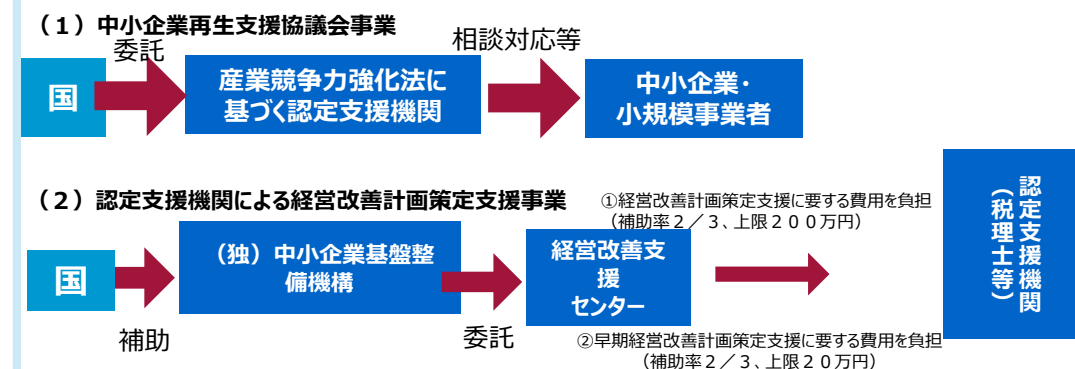 （１）中小企業再生支援協議会事業
委託
相談対応等
国
産業競争力強化法に
基づく認定支援機関
中小企業・
小規模事業者
（２）認定支援機関による経営改善計画策定支援事業
①経営改善計画策定支援に要する費用を負担
（補助率２／３、上限２００万円）
国
（独）中小企業基盤整
備機構
経営改善支
援
センター
認定支援機関
（税理士等）
補助
委託
②早期経営改善計画策定支援に要する費用を負担
（補助率２／３、上限２０万円）